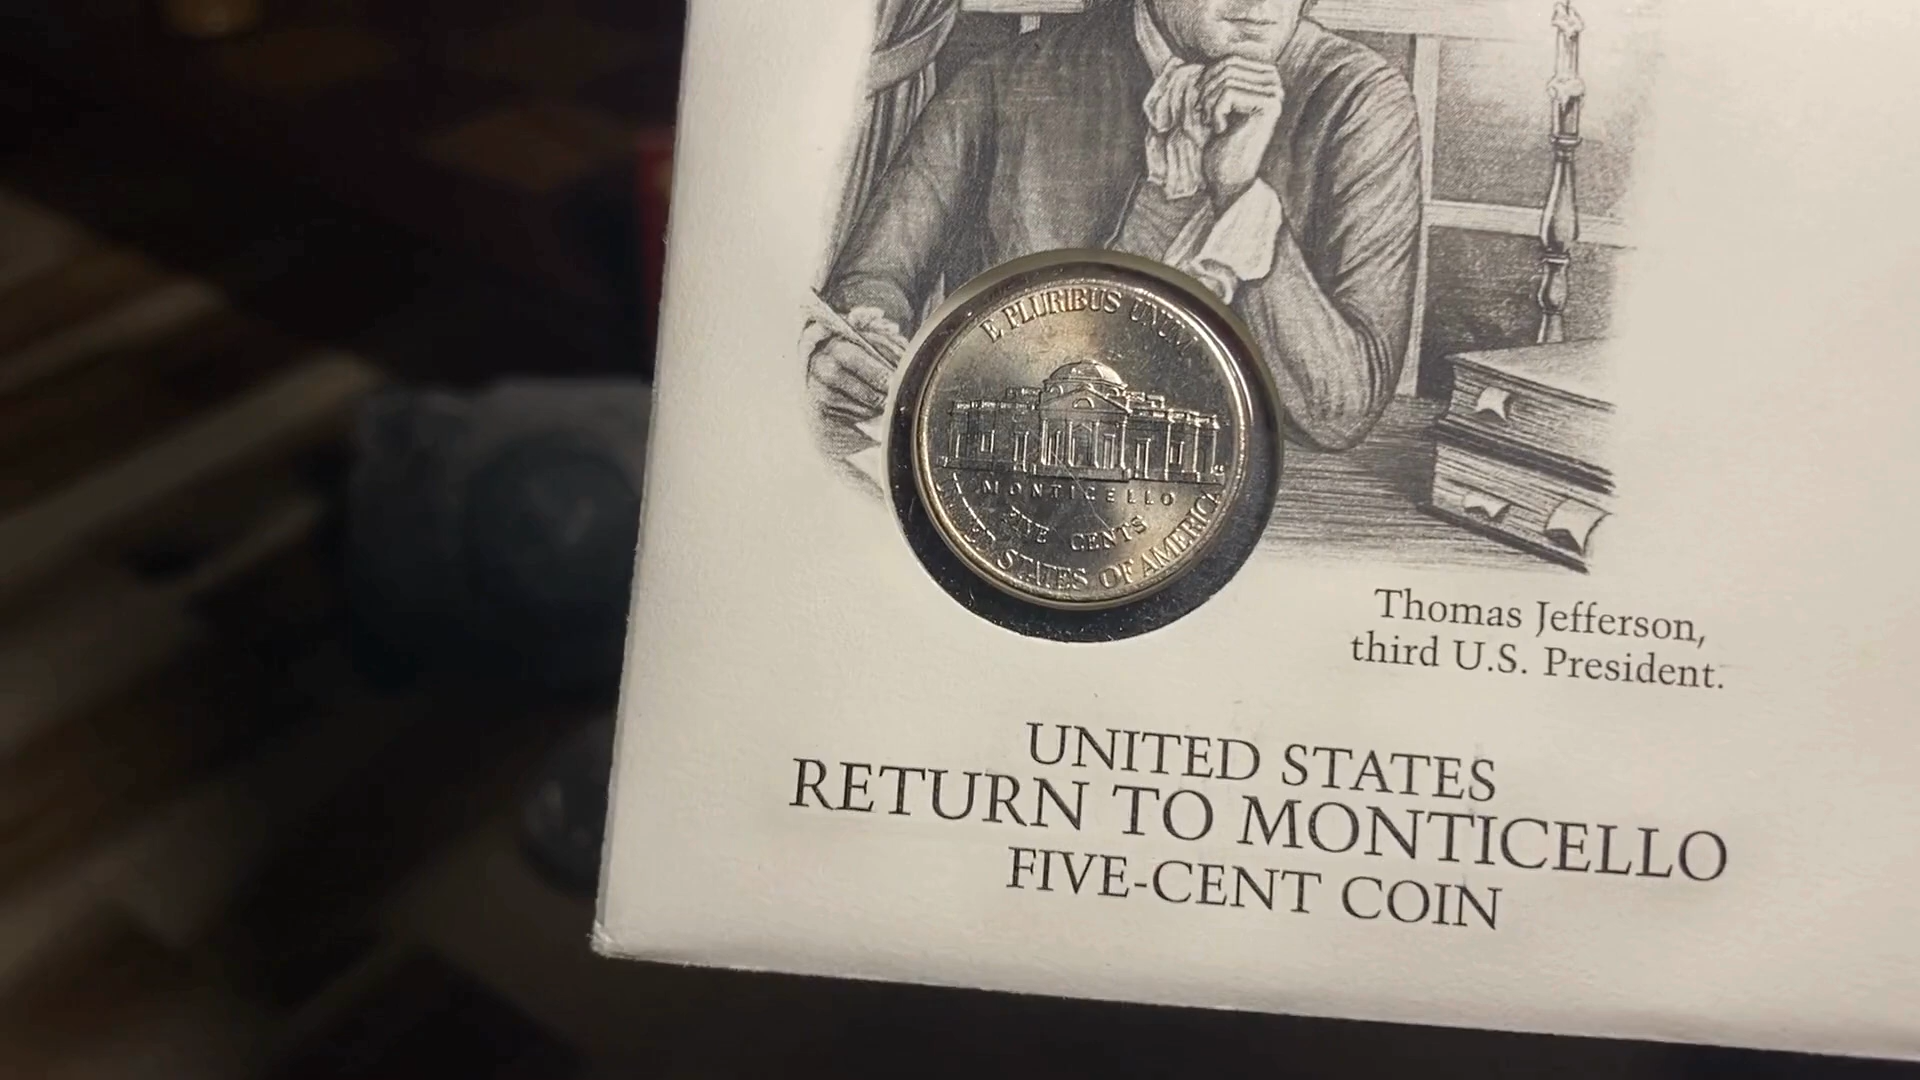 E PLURIBUS UNUM
MONTICELLO
FIVE CENTS
UNITED STATES OF AMERICA
Thomas Jefferson,
third U.S. President.
UNITED STATES
RETURN TO MONTICELLO
FIVE-CENT COIN